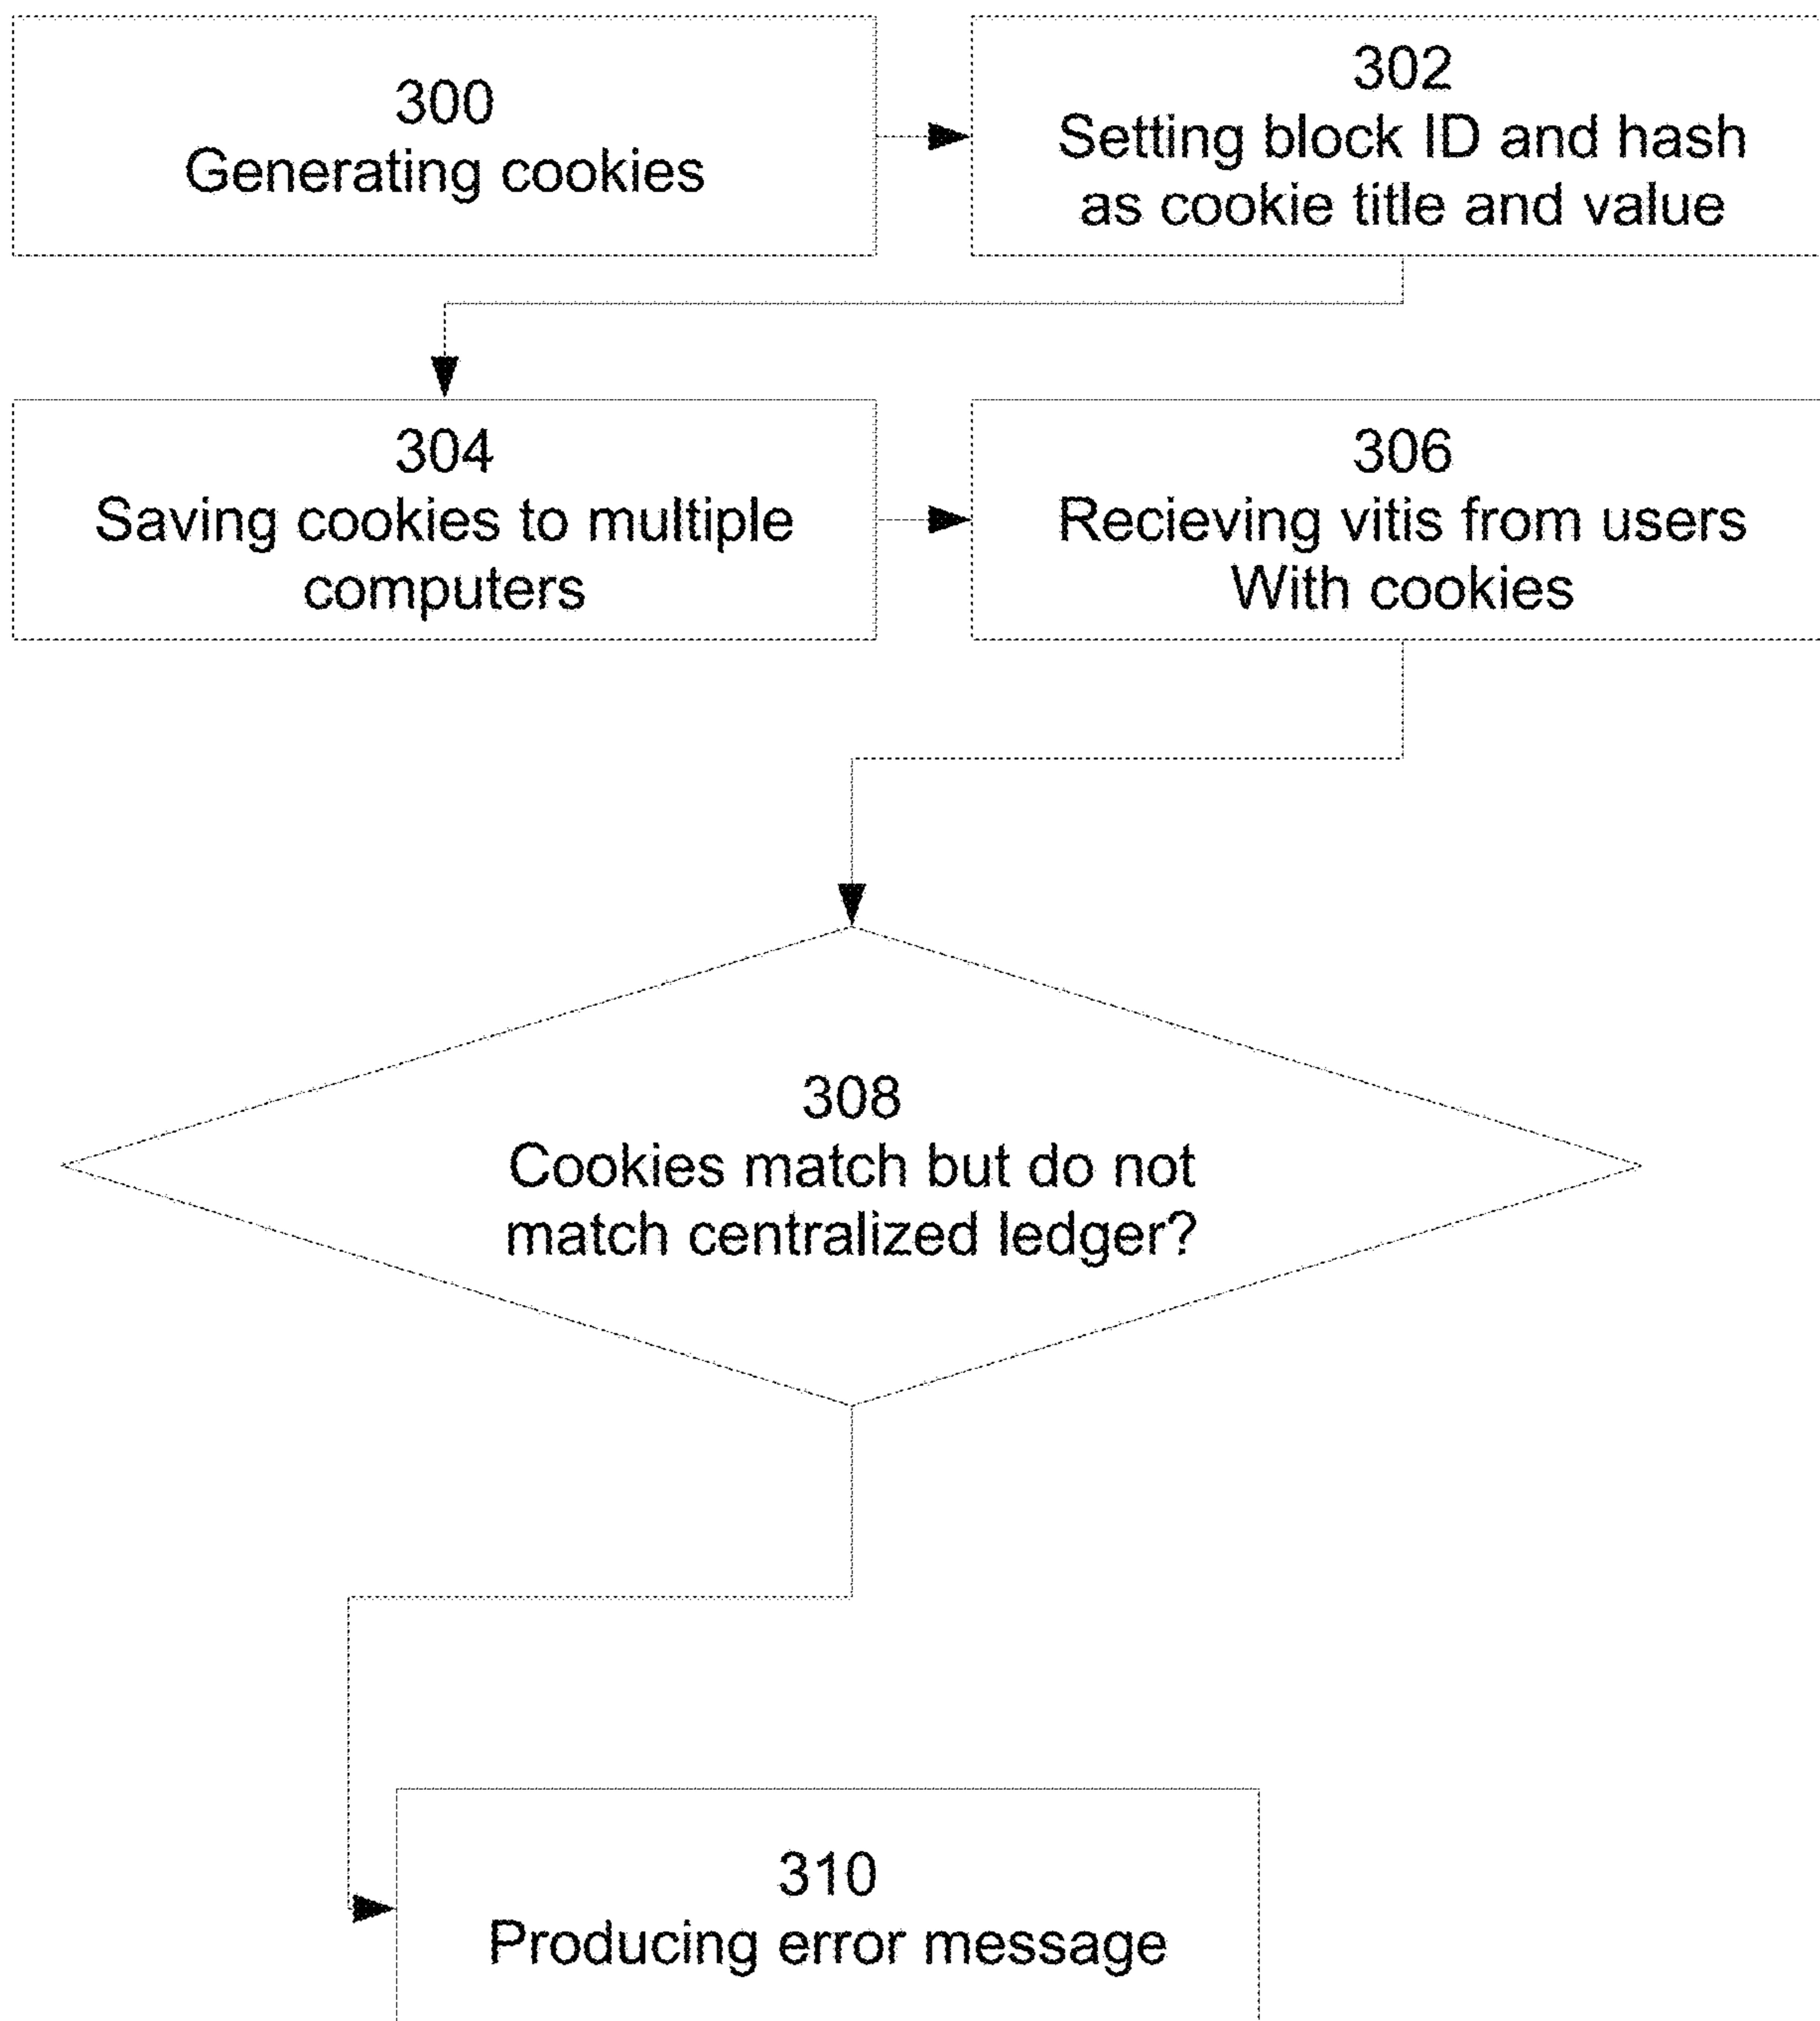 300
Generating cookies
302
Setting block ID and hash
as cookie title and value
304
Saving cookies to multiple
computers
306
Recieving vitis from users
With cookies
308
Cookies match but do not
match centralized ledger?
310
Producing error message